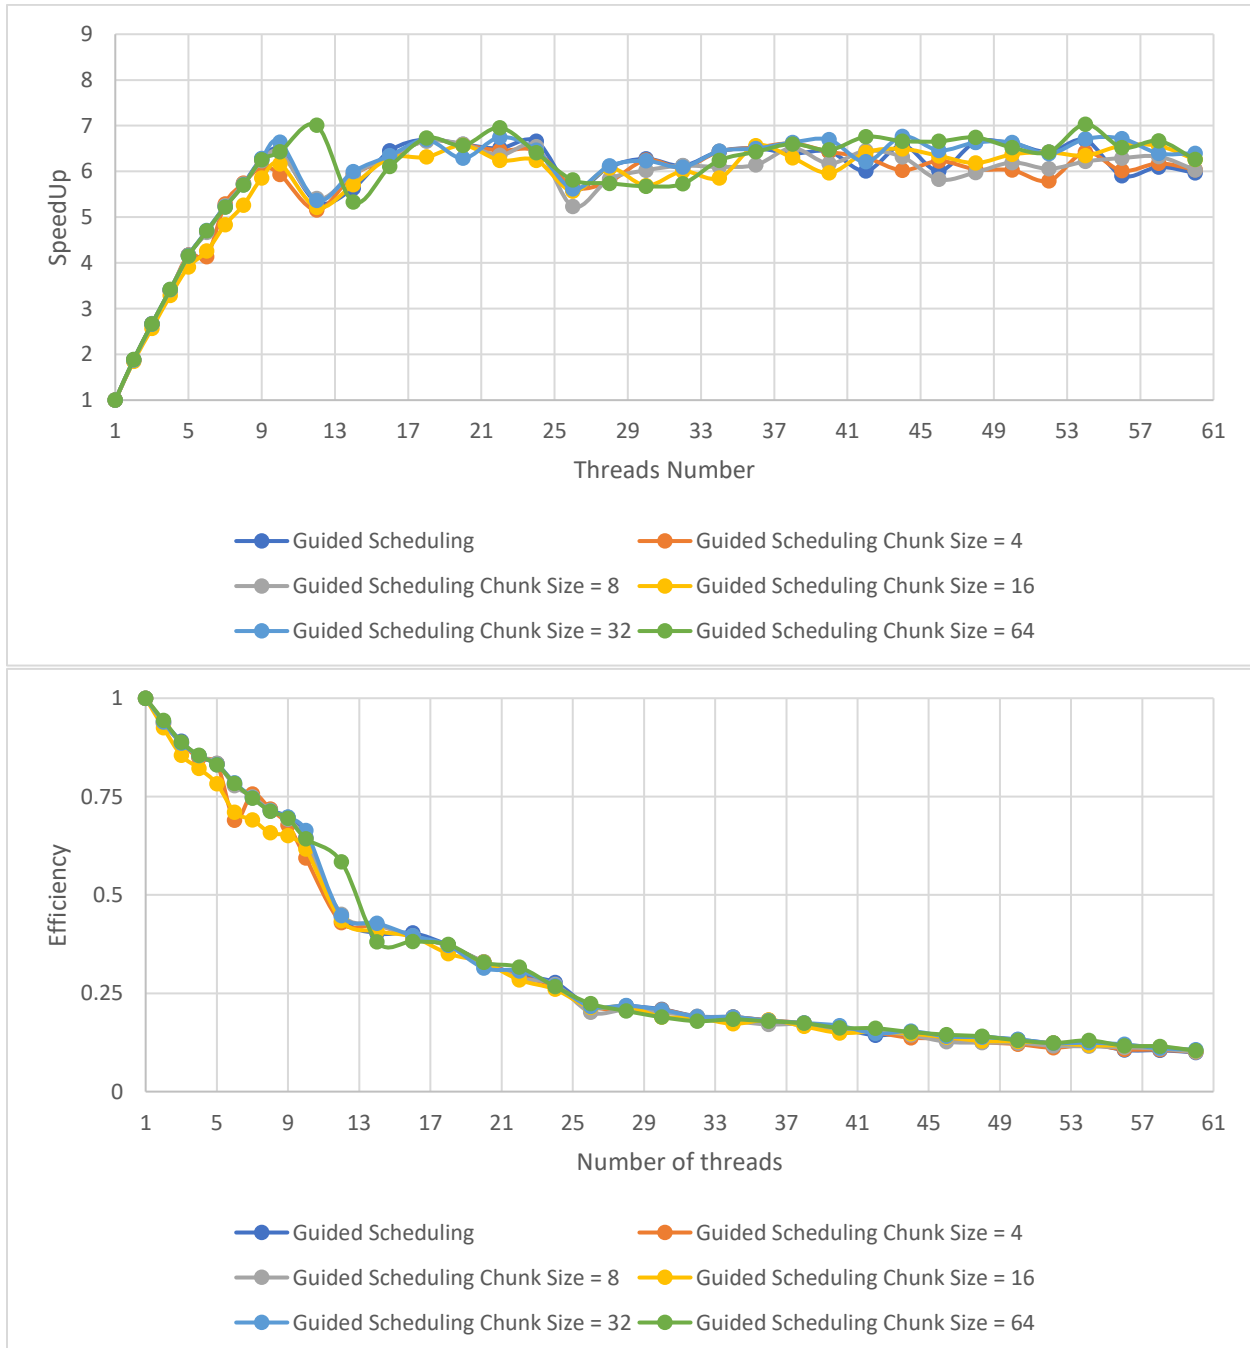 9
8
7
6
5
4
3
2
1
SpeedUp
1 5 9 13 17 21 25 29 33 37 41 45 49 53 57 61
Threads Number
Guided Scheduling Guided Scheduling Chunk Size = 4
Guided Scheduling Chunk Size = 8 Guided Scheduling Chunk Size = 16
Guided Scheduling Chunk Size = 32 Guided Scheduling Chunk Size = 64
1
0.75
0.5
0.25
0
Efficiency
1 5 9 13 17 21 25 29 33 37 41 45 49 53 57 61
Number of threads
Guided Scheduling Guided Scheduling Chunk Size = 4
Guided Scheduling Chunk Size = 8 Guided Scheduling Chunk Size = 16
Guided Scheduling Chunk Size = 32 Guided Scheduling Chunk Size = 64